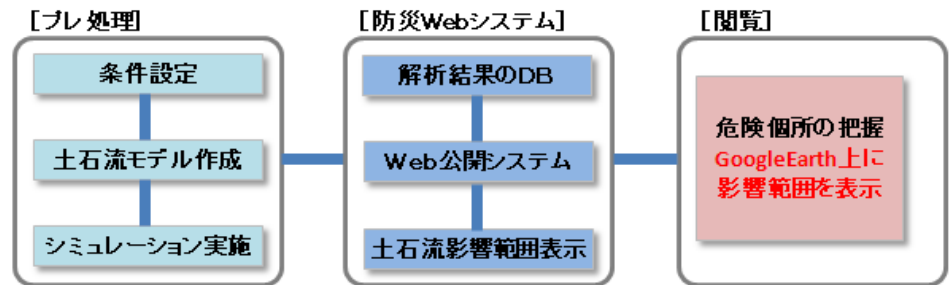 [プレ処理]
条件設定
土石流モデル作成
シミュレーション実施
[防災Webシステム]
解析結果のDB
Web公開システム
土石流影響範囲表示
[閲覧]
危険個所の把握
GoogleEarth上に
影響範囲を表示